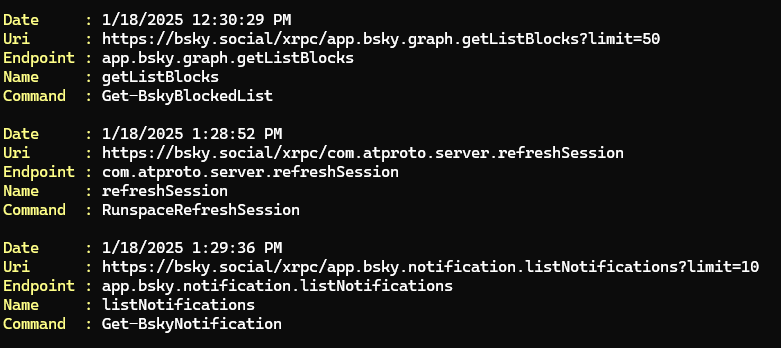 Date     : 1/18/2025 12:30:29 PM
Uri      : https://bsky.social/xrpc/app.bsky.graph.getListBlocks?limit=50
Endpoint : app.bsky.graph.getListBlocks
Name     : getListBlocks
Command  : Get-BskyBlockedList

Date     : 1/18/2025 1:28:52 PM
Uri      : https://bsky.social/xrpc/com.atproto.server.refreshSession
Endpoint : com.atproto.server.refreshSession
Name     : refreshSession
Command  : RunspaceRefreshSession

Date     : 1/18/2025 1:29:36 PM
Uri      : https://bsky.social/xrpc/app.bsky.notification.listNotifications?limit=10
Endpoint : app.bsky.notification.listNotifications
Name     : listNotifications
Command  : Get-BskyNotification